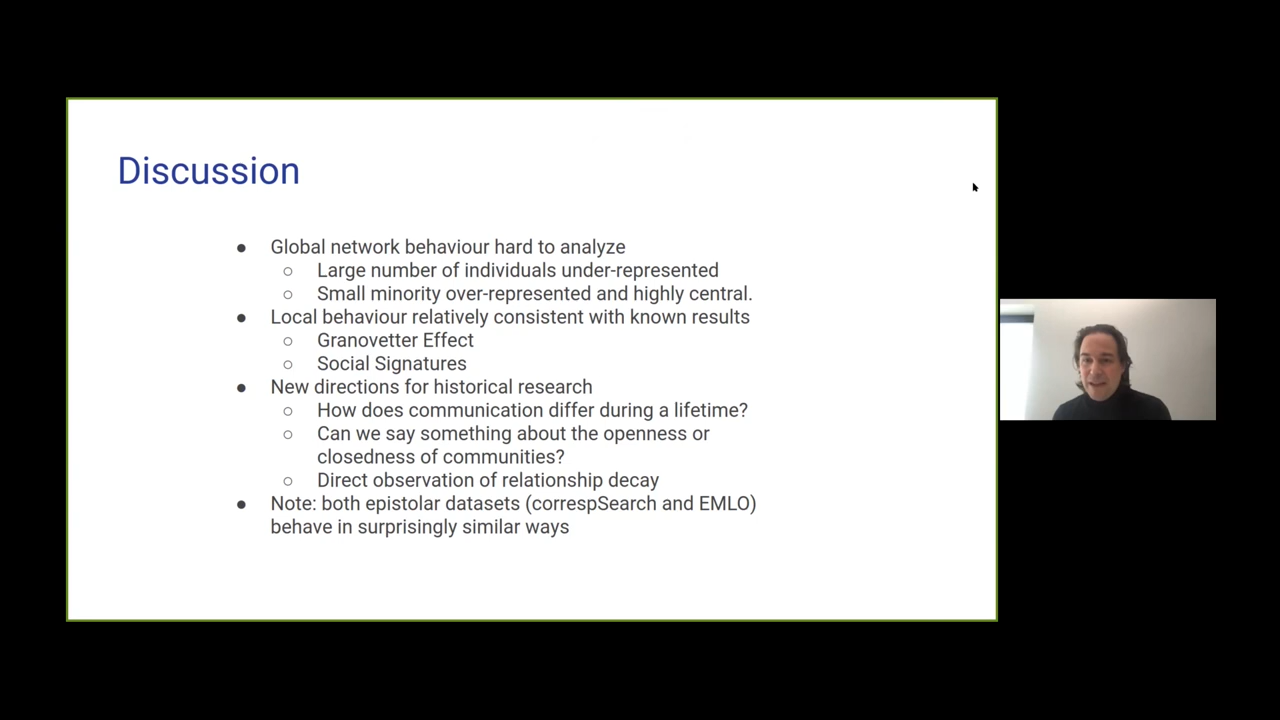 Discussion
● Global network behaviour hard to analyze
○ Large number of individuals under-represented
○ Small minority over-represented and highly central.
● Local behaviour relatively consistent with known results
○ Granovetter Effect
○ Social Signatures
● New directions for historical research
○ How does communication differ during a lifetime?
○ Can we say something about the openness or
closedness of communities?
○ Direct observation of relationship decay
● Note: both epistolar datasets (correspSearch and EMLO)
behave in surprisingly similar ways